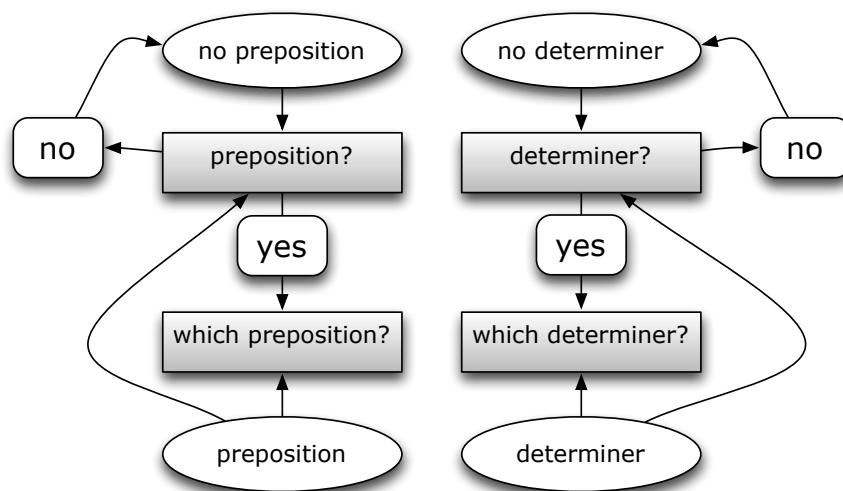 no preposition
no determiner
no
preposition?
determiner?
no
yes
yes
which preposition?
which determiner?
preposition
determiner